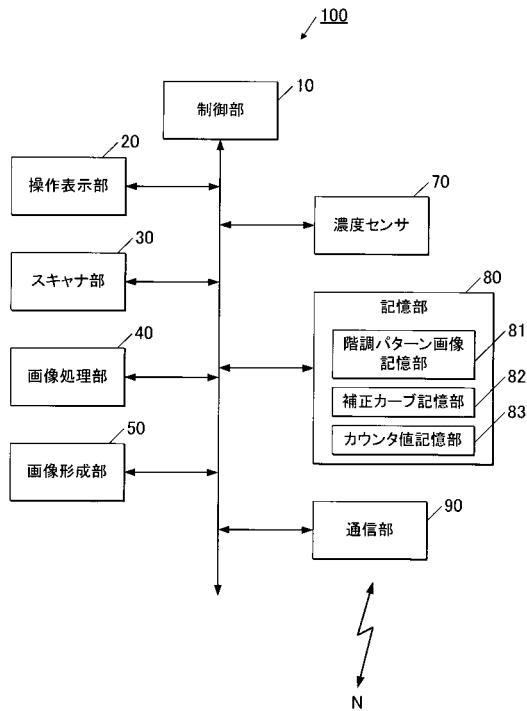 100
10
制御部
20
操作表示部
70
濃度センサ
30
スキャナ部
80
記憶部
階調パターン画像
記憶部
81
補正カーブ記憶部
82
カウンタ値記憶部
83
40
画像処理部
50
画像形成部
90
通信部
N